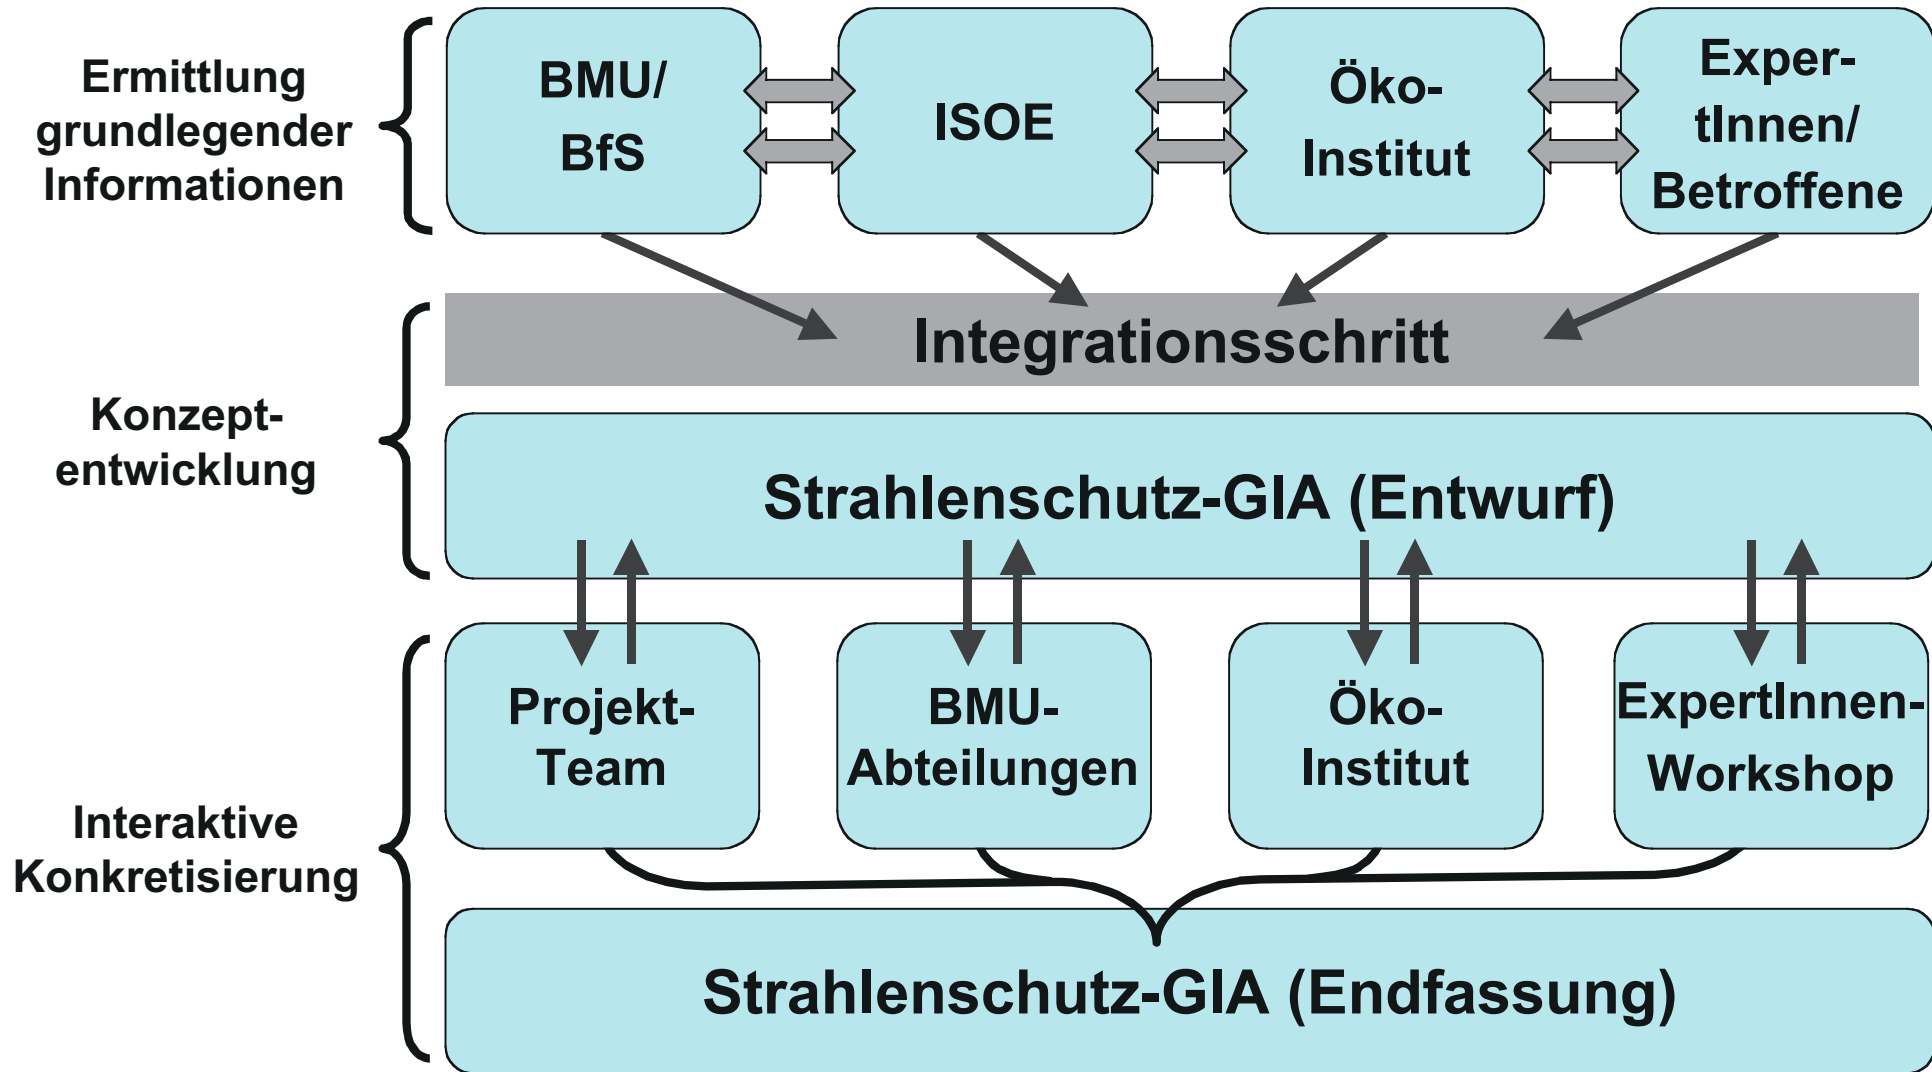 Ermittlung
grundlegender
Informationen
BMU/
BfS
ISOE
Öko-
Institut
Exper-
tInnen/
Betroffene
Integrationsschritt
Konzept-
entwicklung
Strahlenschutz-GIA (Entwurf)
Interaktive
Konkretisierung
Projekt-
Team
BMU-
Abteilungen
Öko-
Institut
ExpertInnen-
Workshop
Strahlenschutz-GIA (Endfassung)